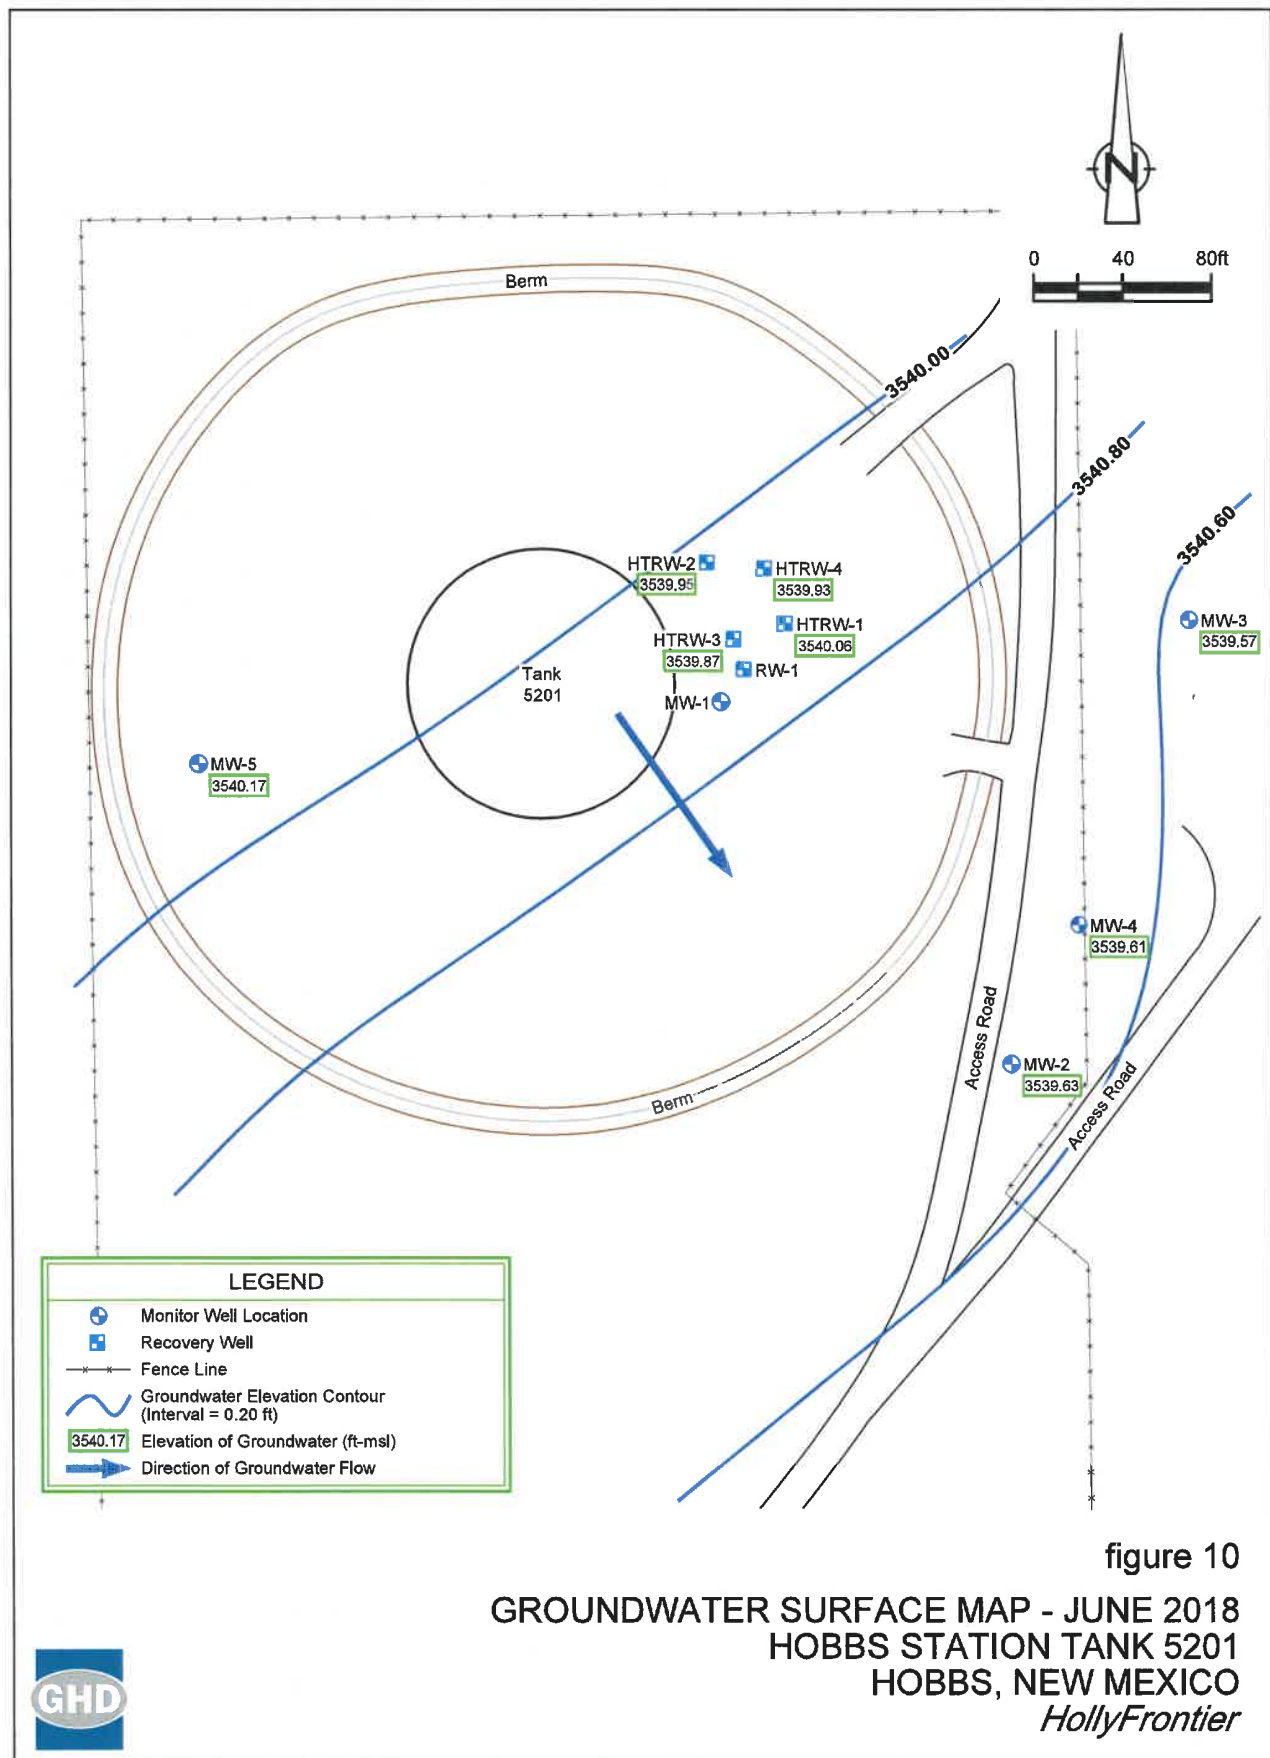 N
0 40 80ft
Berm
3540.00
3540.80
3540.60
HTRW-2
3539.95
HTRW-4
3539.93
HTRW-1
3540.06
HTRW-3
3539.87
RW-1
MW-1
MW-3
3539.57
Tank
5201
MW-5
3540.17
MW-4
3539.61
Access Road
MW-2
3539.63
Access Road
Berm
LEGEND
Monitor Well Location
Recovery Well
Fence Line
Groundwater Elevation Contour
(Interval = 0.20 ft)
3540.17 Elevation of Groundwater (ft-msl)
Direction of Groundwater Flow
figure 10
GROUNDWATER SURFACE MAP - JUNE 2018
HOBBS STATION TANK 5201
HOBBS, NEW MEXICO
HollyFrontier
GHD